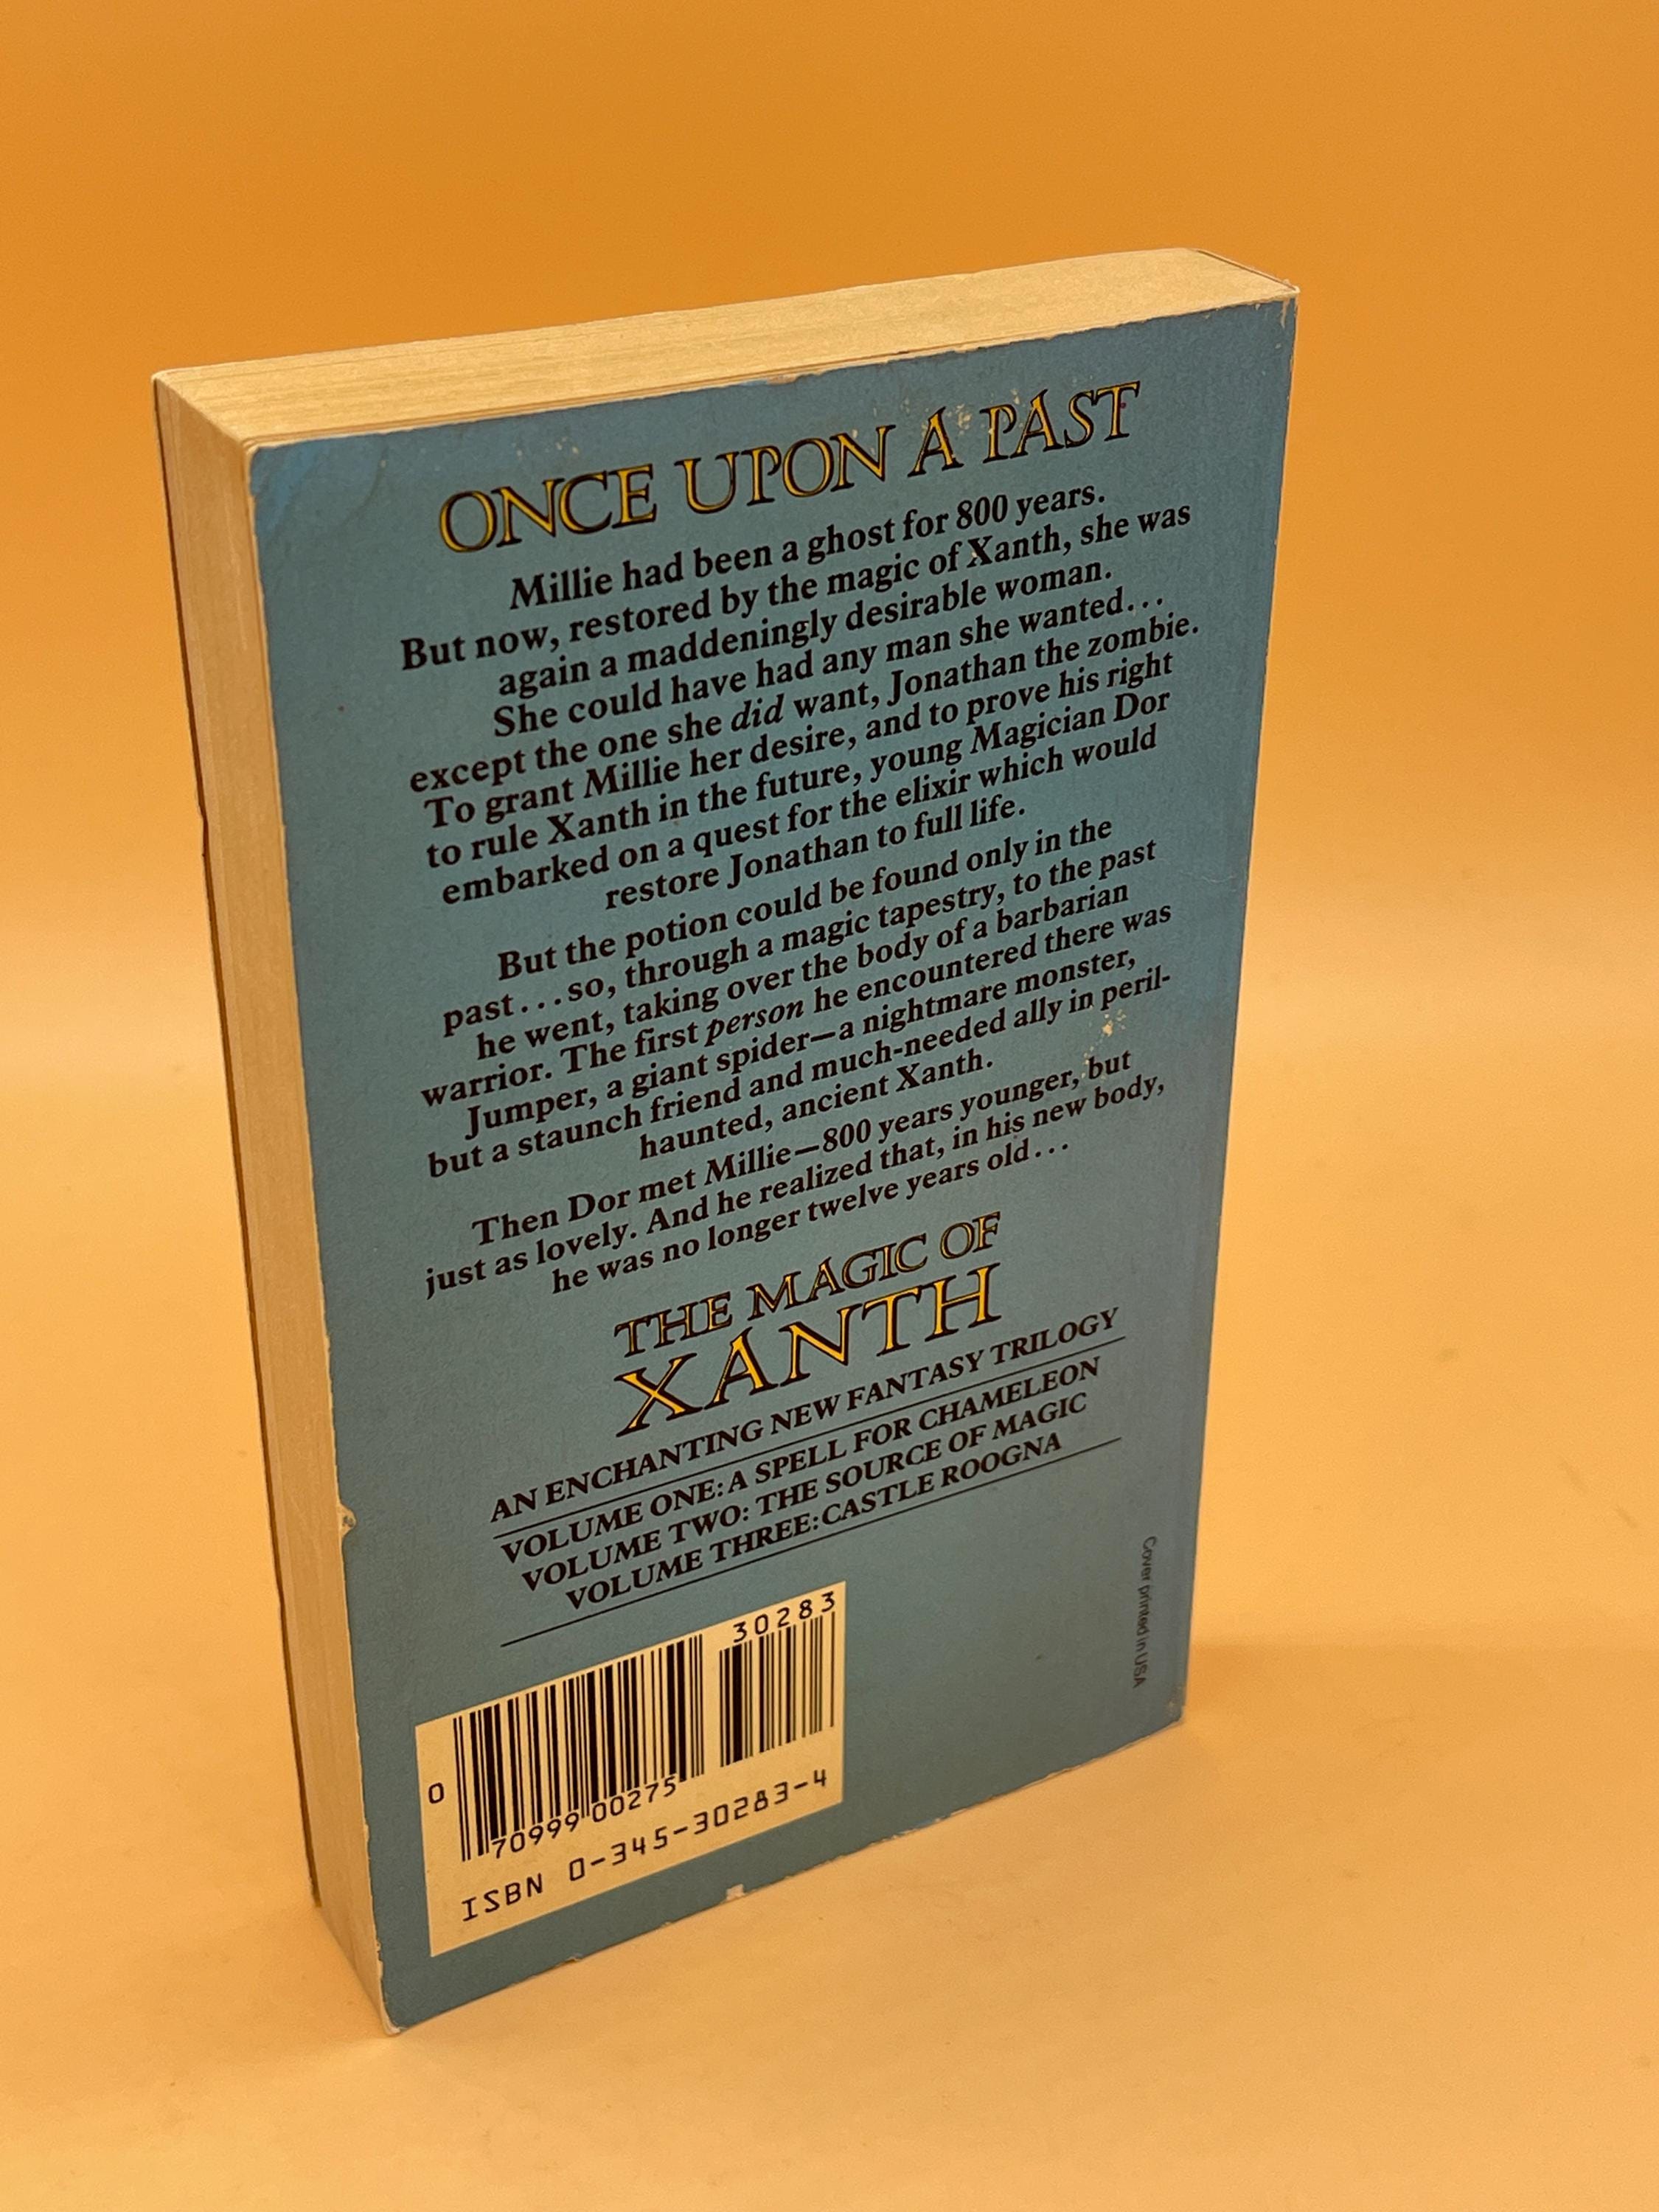 ONCE UPON A PAST
Millie had been a ghost for 800 years.
But now, restored by the magic of Xanth, she was
again a maddeningly desirable woman.
She could have had any man she wanted...
except the one she did want, Jonathan the zombie.
To grant Millie her desire, and to prove his right
to rule Xanth in the future, young Magician Dor
embarked on a quest for the elixir which would
restore Jonathan to full life.
But the potion could be found only in the
past...so, through a magic tapestry, to the past
he went, taking over the body of a barbarian
warrior. The first person he encountered there was
Jumper, a giant spider—a nightmare monster,
but a staunch friend and much-needed ally in peril-
haunted, ancient Xanth.
Then Dor met Millie—800 years younger, but
just as lovely. And he realized that, in his new body,
he was no longer twelve years old...
THE MAGIC OF
XANTH
AN ENCHANTING NEW FANTASY TRILOGY
VOLUME ONE: A SPELL FOR CHAMELEON
VOLUME TWO: THE SOURCE OF MAGIC
VOLUME THREE: CASTLE ROOGNA
Cover printed in USA
30283
0 70999 00275
ISBN 0-345-30283-4